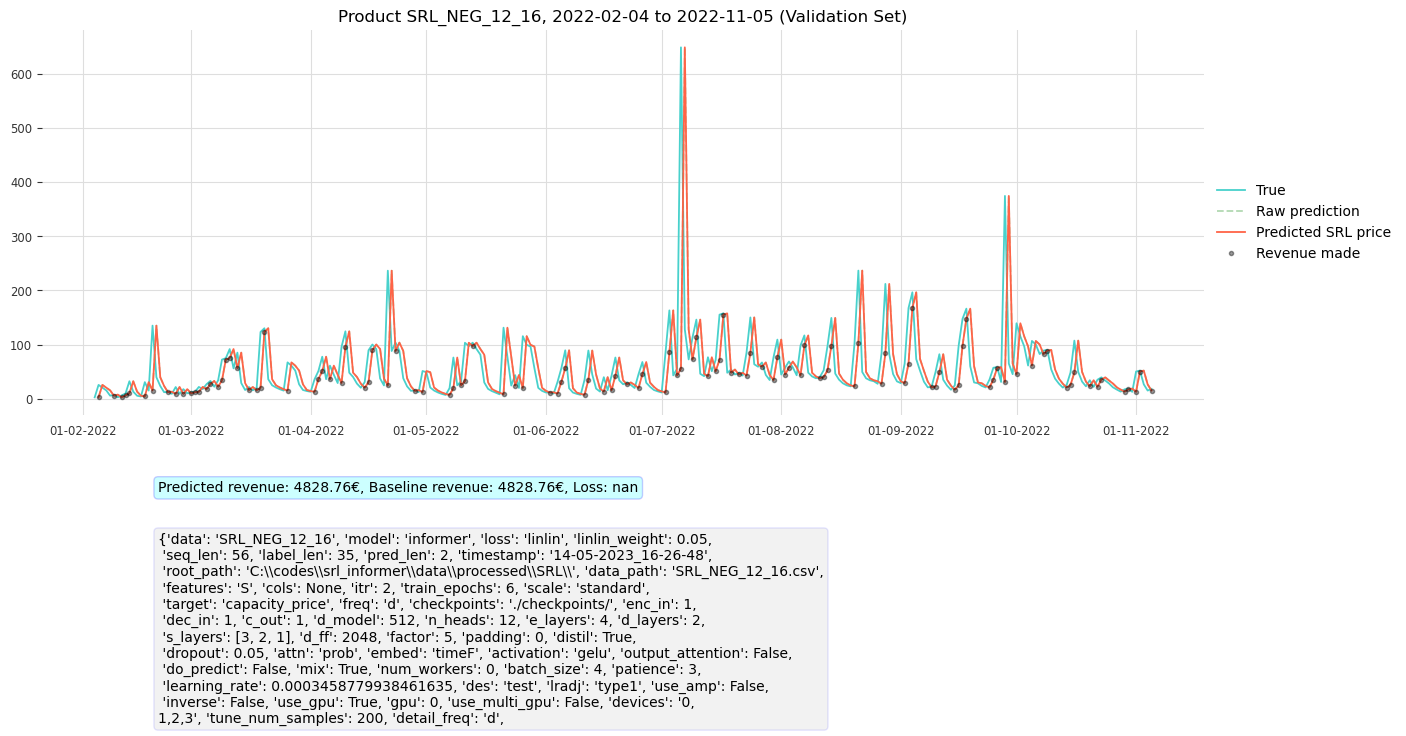 Product SRL_NEG_12_16, 2022-02-04 to 2022-11-05 (Validation Set)
600
500
400
300
200
100
0
01-02-2022 01-03-2022 01-04-2022 01-05-2022 01-06-2022 01-07-2022 01-08-2022 01-09-2022 01-10-2022 01-11-2022
True
Raw prediction
Predicted SRL price
Revenue made
Predicted revenue: 4828.76€, Baseline revenue: 4828.76€, Loss: nan
{'data': 'SRL_NEG_12_16', 'model': 'informer', 'loss': 'linlin', 'linlin_weight': 0.05,
'seq_len': 56, 'label_len': 35, 'pred_len': 2, 'timestamp': '14-05-2023_16-26-48',
'root_path': 'C:\\codes\\srl_informer\\data\\processed\\SRL\\', 'data_path': 'SRL_NEG_12_16.csv',
'features': 'S', 'cols': None, 'itr': 2, 'train_epochs': 6, 'scale': 'standard',
'target': 'capacity_price', 'freq': 'd', 'checkpoints': './checkpoints/', 'enc_in': 1,
'dec_in': 1, 'c_out': 1, 'd_model': 512, 'n_heads': 12, 'e_layers': 4, 'd_layers': 2,
's_layers': [3, 2, 1], 'd_ff': 2048, 'factor': 5, 'padding': 0, 'distil': True,
'dropout': 0.05, 'attn': 'prob', 'embed': 'timeF', 'activation': 'gelu', 'output_attention': False,
'do_predict': False, 'mix': True, 'num_workers': 0, 'batch_size': 4, 'patience': 3,
'learning_rate': 0.0003458779938461635, 'des': 'test', 'lradj': 'type1', 'use_amp': False,
'inverse': False, 'use_gpu': True, 'gpu': 0, 'use_multi_gpu': False, 'devices': '0,
1,2,3', 'tune_num_samples': 200, 'detail_freq': 'd',